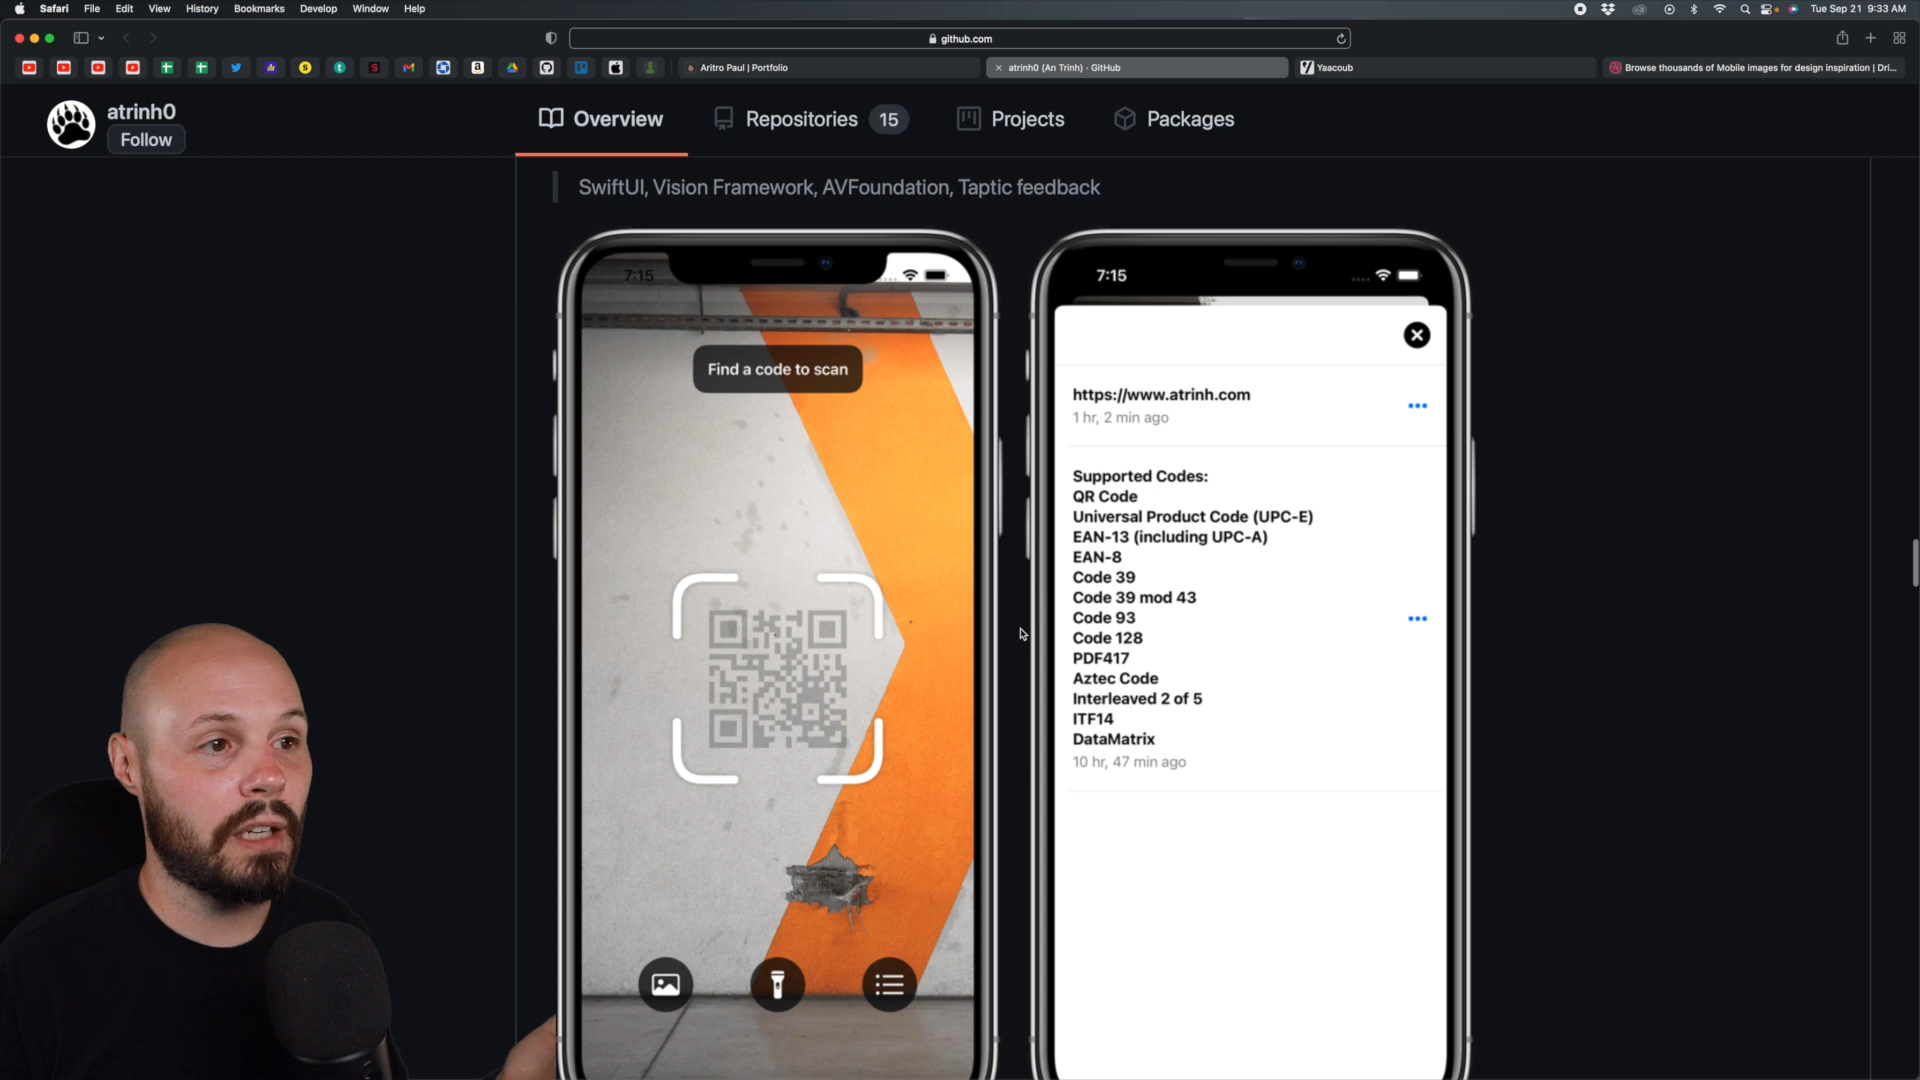 Safari File Edit View History Bookmarks Develop Window Help
Tue Sep 21 9:33 AM
github.com
Aritro Paul | Portfolio
atrinh0 (An Trinh) · GitHub
Yaacoub
Browse thousands of Mobile images for design inspiration | Dri...
atrinh0
Follow
Overview
Repositories 15
Projects
Packages
SwiftUI, Vision Framework, AVFoundation, Taptic feedback
7:15
Find a code to scan
7:15
https://www.atrinh.com
1 hr, 2 min ago
Supported Codes:
QR Code
Universal Product Code (UPC-E)
EAN-13 (including UPC-A)
EAN-8
Code 39
Code 39 mod 43
Code 93
Code 128
PDF417
Aztec Code
Interleaved 2 of 5
ITF14
DataMatrix
10 hr, 47 min ago